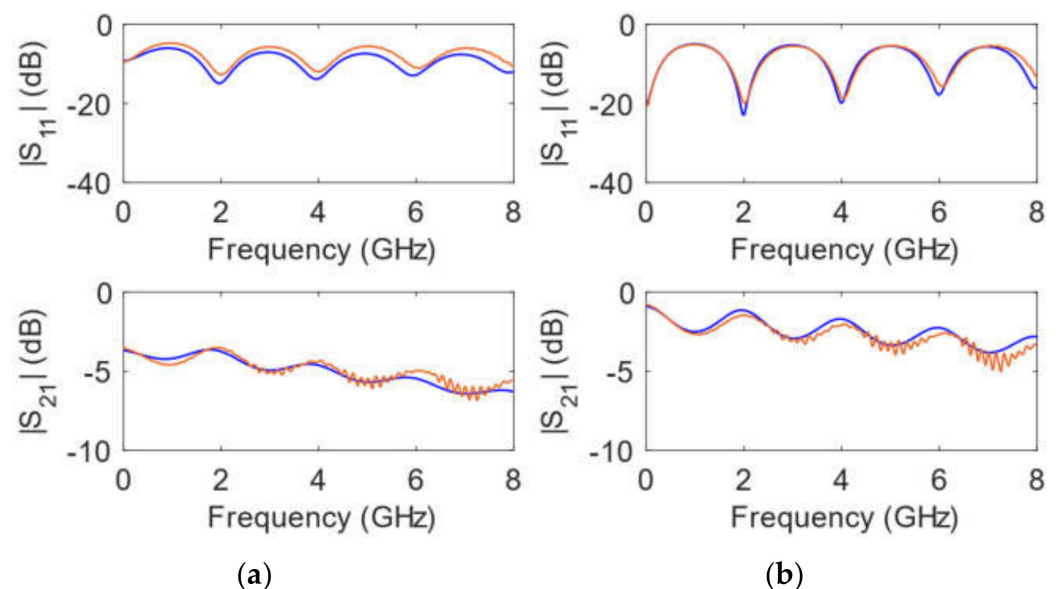 0
-20
-40
|S11| (dB)
0 2 4 6 8
Frequency (GHz)
0
-20
-40
|S11| (dB)
0 2 4 6 8
Frequency (GHz)
0
-5
-10
|S21| (dB)
0 2 4 6 8
Frequency (GHz)
0
-5
-10
|S21| (dB)
0 2 4 6 8
Frequency (GHz)
(a)
(b)